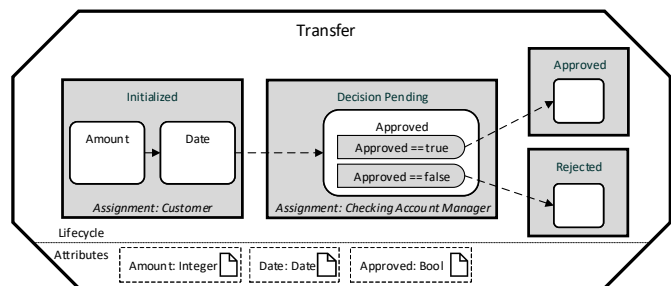 Transfer
Initialized
Amount
Date
Assignment: Customer
Decision Pending
Approved
Approved == true
Approved == false
Assignment: Checking Account Manager
Approved
Rejected
Lifecycle
Attributes
Amount: Integer
Date: Date
Approved: Bool